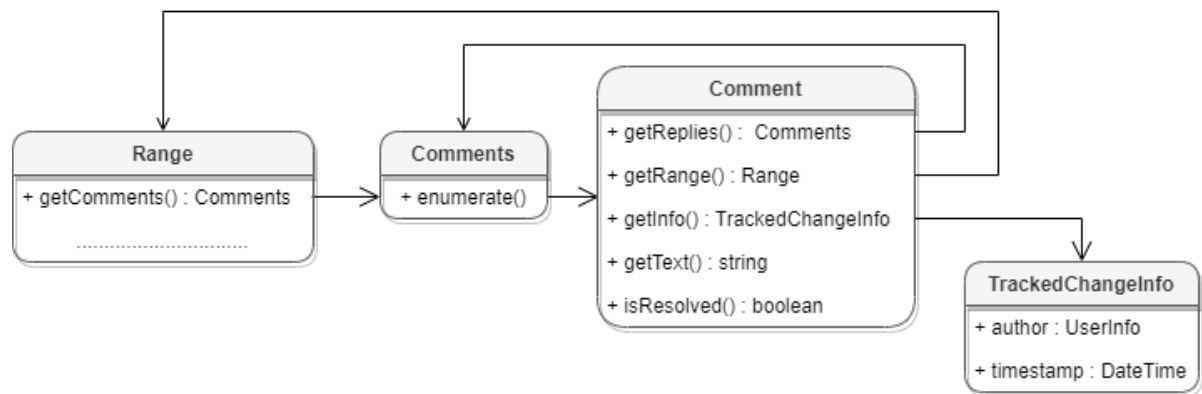 Range
+ getComments() : Comments
................................
Comments
+ enumerate()
Comment
+ getReplies() : Comments
+ getRange() : Range
+ getInfo() : TrackedChangeInfo
+ getText() : string
+ isResolved() : boolean
TrackedChangeInfo
+ author : UserInfo
+ timestamp : DateTime